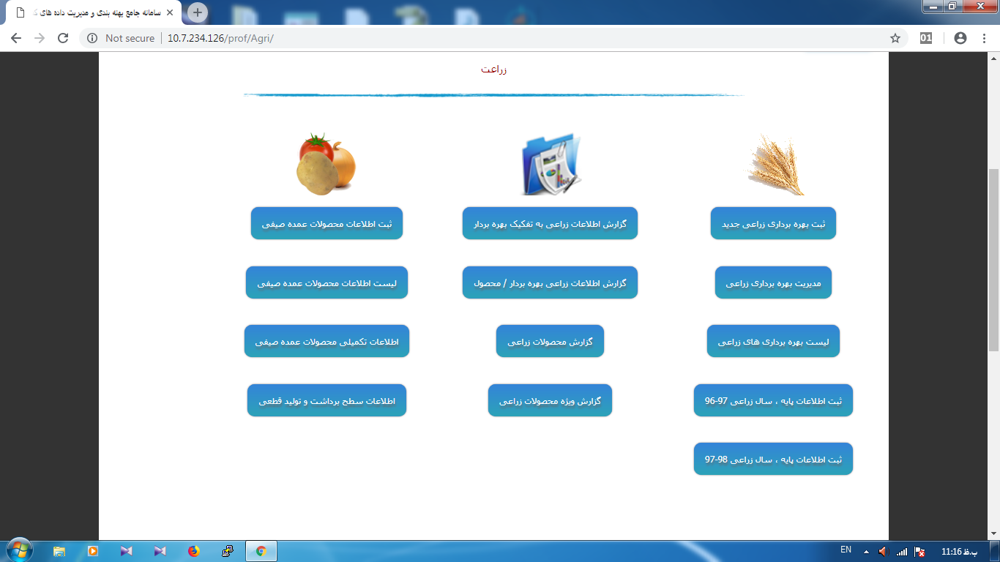 سامانه جامع پهنه بندی و مدیریت داده های
Not secure
10.7.234.126/prof/Agri/
01
زراعت
ثبت بهره برداری زراعی جدید
مدیریت بهره برداری زراعی
لیست بهره برداری های زراعی
ثبت اطلاعات پایه ، سال زراعی 97-96
ثبت اطلاعات پایه ، سال زراعی 98-97
گزارش اطلاعات زراعی به تفکیک بهره بردار
گزارش اطلاعات زراعی بهره بردار / محصول
گزارش محصولات زراعی
گزارش ویژه محصولات زراعی
ثبت اطلاعات محصولات عمده صیفی
لیست اطلاعات محصولات عمده صیفی
اطلاعات تکمیلی محصولات عمده صیفی
اطلاعات سطح برداشت و تولید قطعی
EN
11:16 ب.ظ